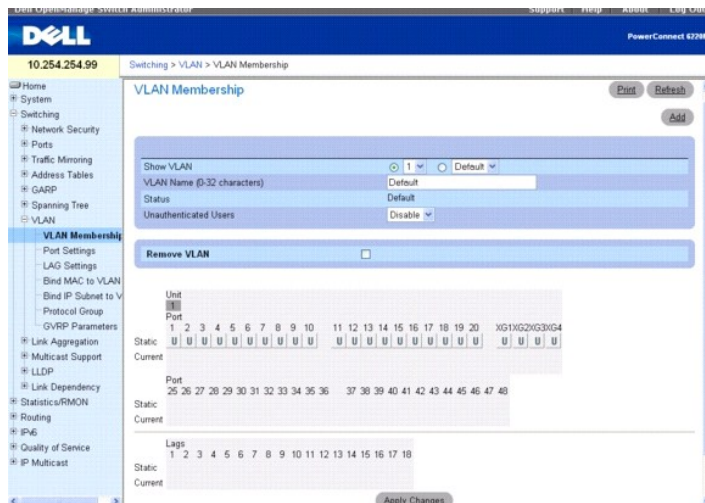 Dell OpenManage Switch Administrator
Support Help About Log Out
DELL
PowerConnect
10.254.254.99
Switching > VLAN > VLAN Membership
Home
System
Switching
Network Security
Ports
Traffic Mirroring
Address Tables
GARP
Spanning Tree
VLAN
VLAN Membership
Port Settings
LAG Settings
Bind MAC to VLAN
Bind IP Subnet to V
Protocol Group
GVRP Parameters
Link Aggregation
Multicast Support
LLDP
Link Dependency
Statistics/RMON
Routing
IPv6
Quality of Service
IP Multicast
VLAN Membership
Print Refresh
Add
Show VLAN 1 Default
VLAN Name (0-32 characters) Default
Status Default
Unauthenticated Users Disable
Remove VLAN
Unit
1
Port
1 2 3 4 5 6 7 8 9 10 11 12 13 14 15 16 17 18 19 20 XG1 XG2 XG3 XG4
Static U U U U U U U U U U U U U U U U U U U U U U U U
Current
Port
25 26 27 28 29 30 31 32 33 34 35 36 37 38 39 40 41 42 43 44 45 46 47 48
Static
Current
Lags
1 2 3 4 5 6 7 8 9 10 11 12 13 14 15 16 17 18
Static
Current
Apply Changes